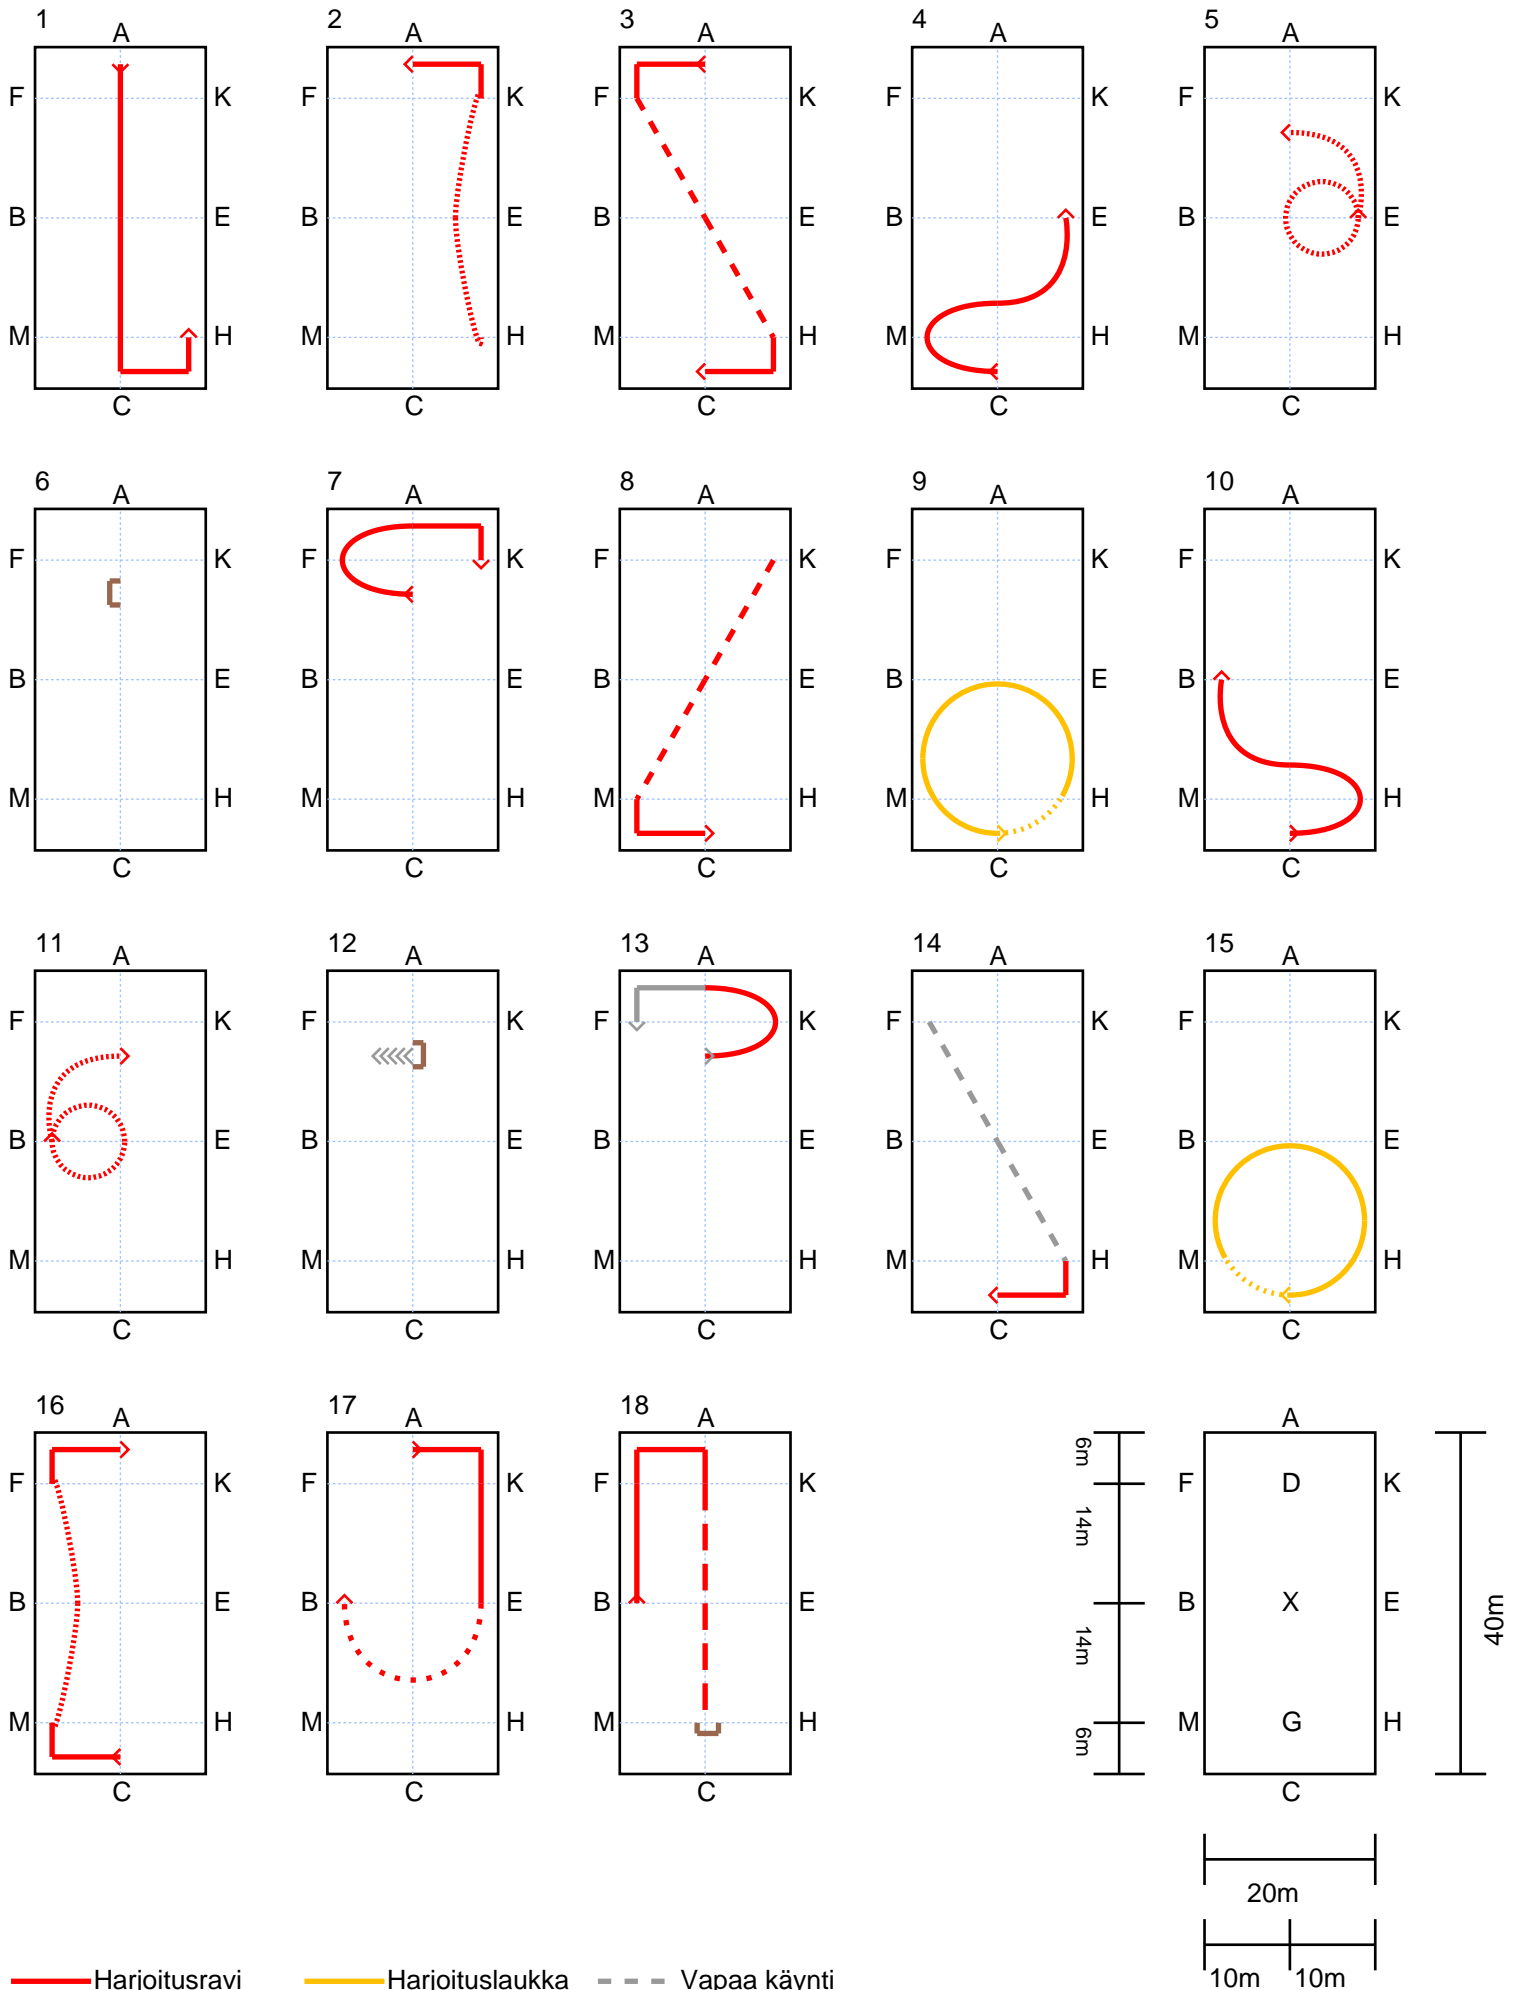 1 2 3 4 5
A A A A A
F K F K F K F K F K
B E B E B E B E B E
M H M H M H M H M H
C C C C C
6 7 8 9 10
A A A A A
F K F K F K F K F K
B E B E B E B E B E
M H M H M H M H M H
C C C C C
11 12 13 14 15
A A A A A
F K F K F K F K F K
B E B E B E B E B E
M H M H M H M H M H
C C C C C
16 17 18
A A A A
6m
F K F K F K F D K
14m
B E B E B E B X E
40m
14m
M H M H M H M G H
6m
C C C C
20m
10m 10m
Harjoitusravi Harjoituslaukka Vapaa käynti